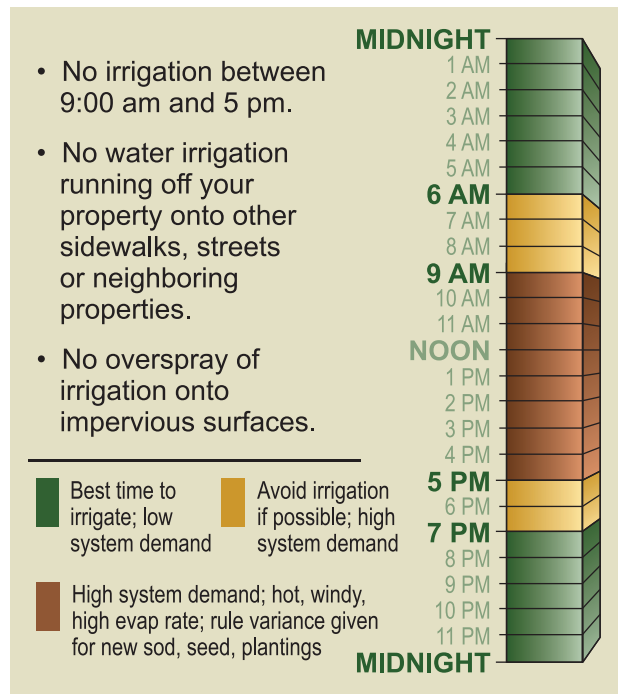 • No irrigation between
9:00 am and 5 pm.
• No water irrigation
running off your
property onto other
sidewalks, streets
or neighboring
properties.
• No overspray of
irrigation onto
impervious surfaces.
Best time to
irrigate; low
system demand
Avoid irrigation
if possible; high
system demand
High system demand; hot, windy,
high evap rate; rule variance given
for new sod, seed, plantings
MIDNIGHT
1 AM
2 AM
3 AM
4 AM
5 AM
6 AM
7 AM
8 AM
9 AM
10 AM
11 AM
NOON
1 PM
2 PM
3 PM
4 PM
5 PM
6 PM
7 PM
8 PM
9 PM
10 PM
11 PM
MIDNIGHT